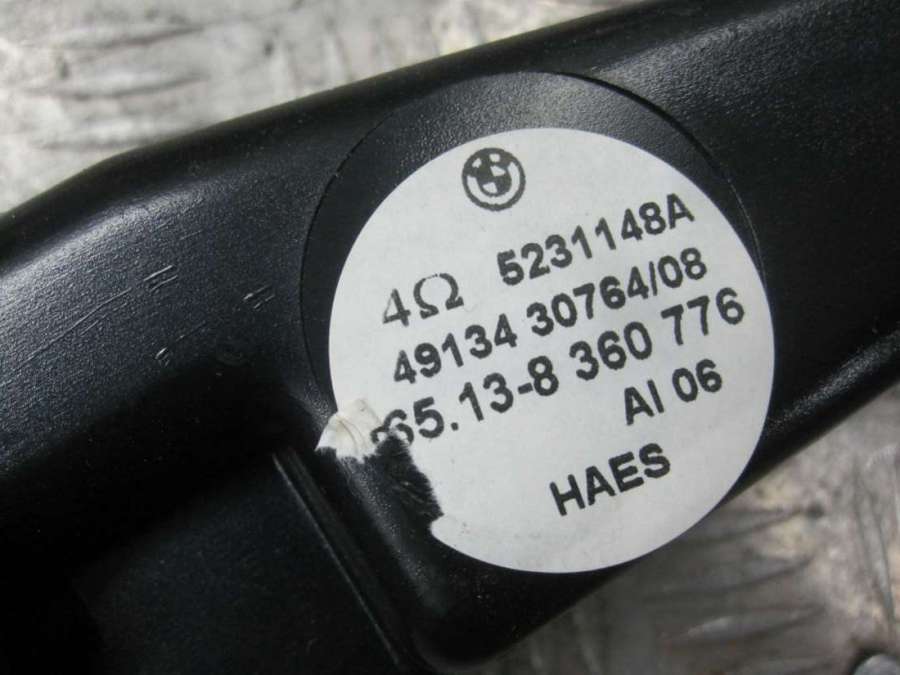 4Ω 5231148A
49134 30764/08
65.13-8 360 776
AI 06
HAES